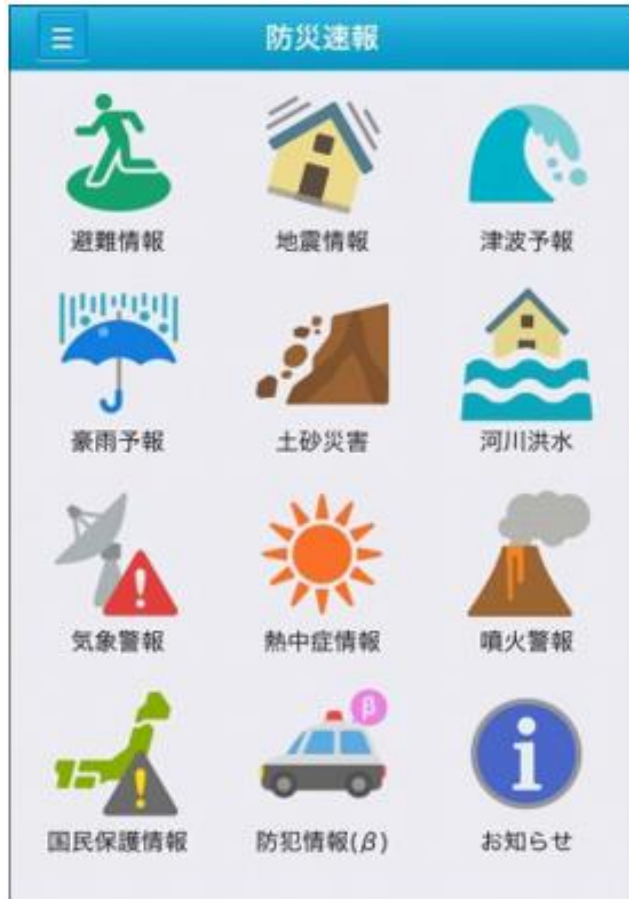 防災速報
避難情報 地震情報 津波予報
豪雨予報 土砂災害 河川洪水
気象警報 熱中症情報 噴火警報
β
国民保護情報 防犯情報(β) お知らせ